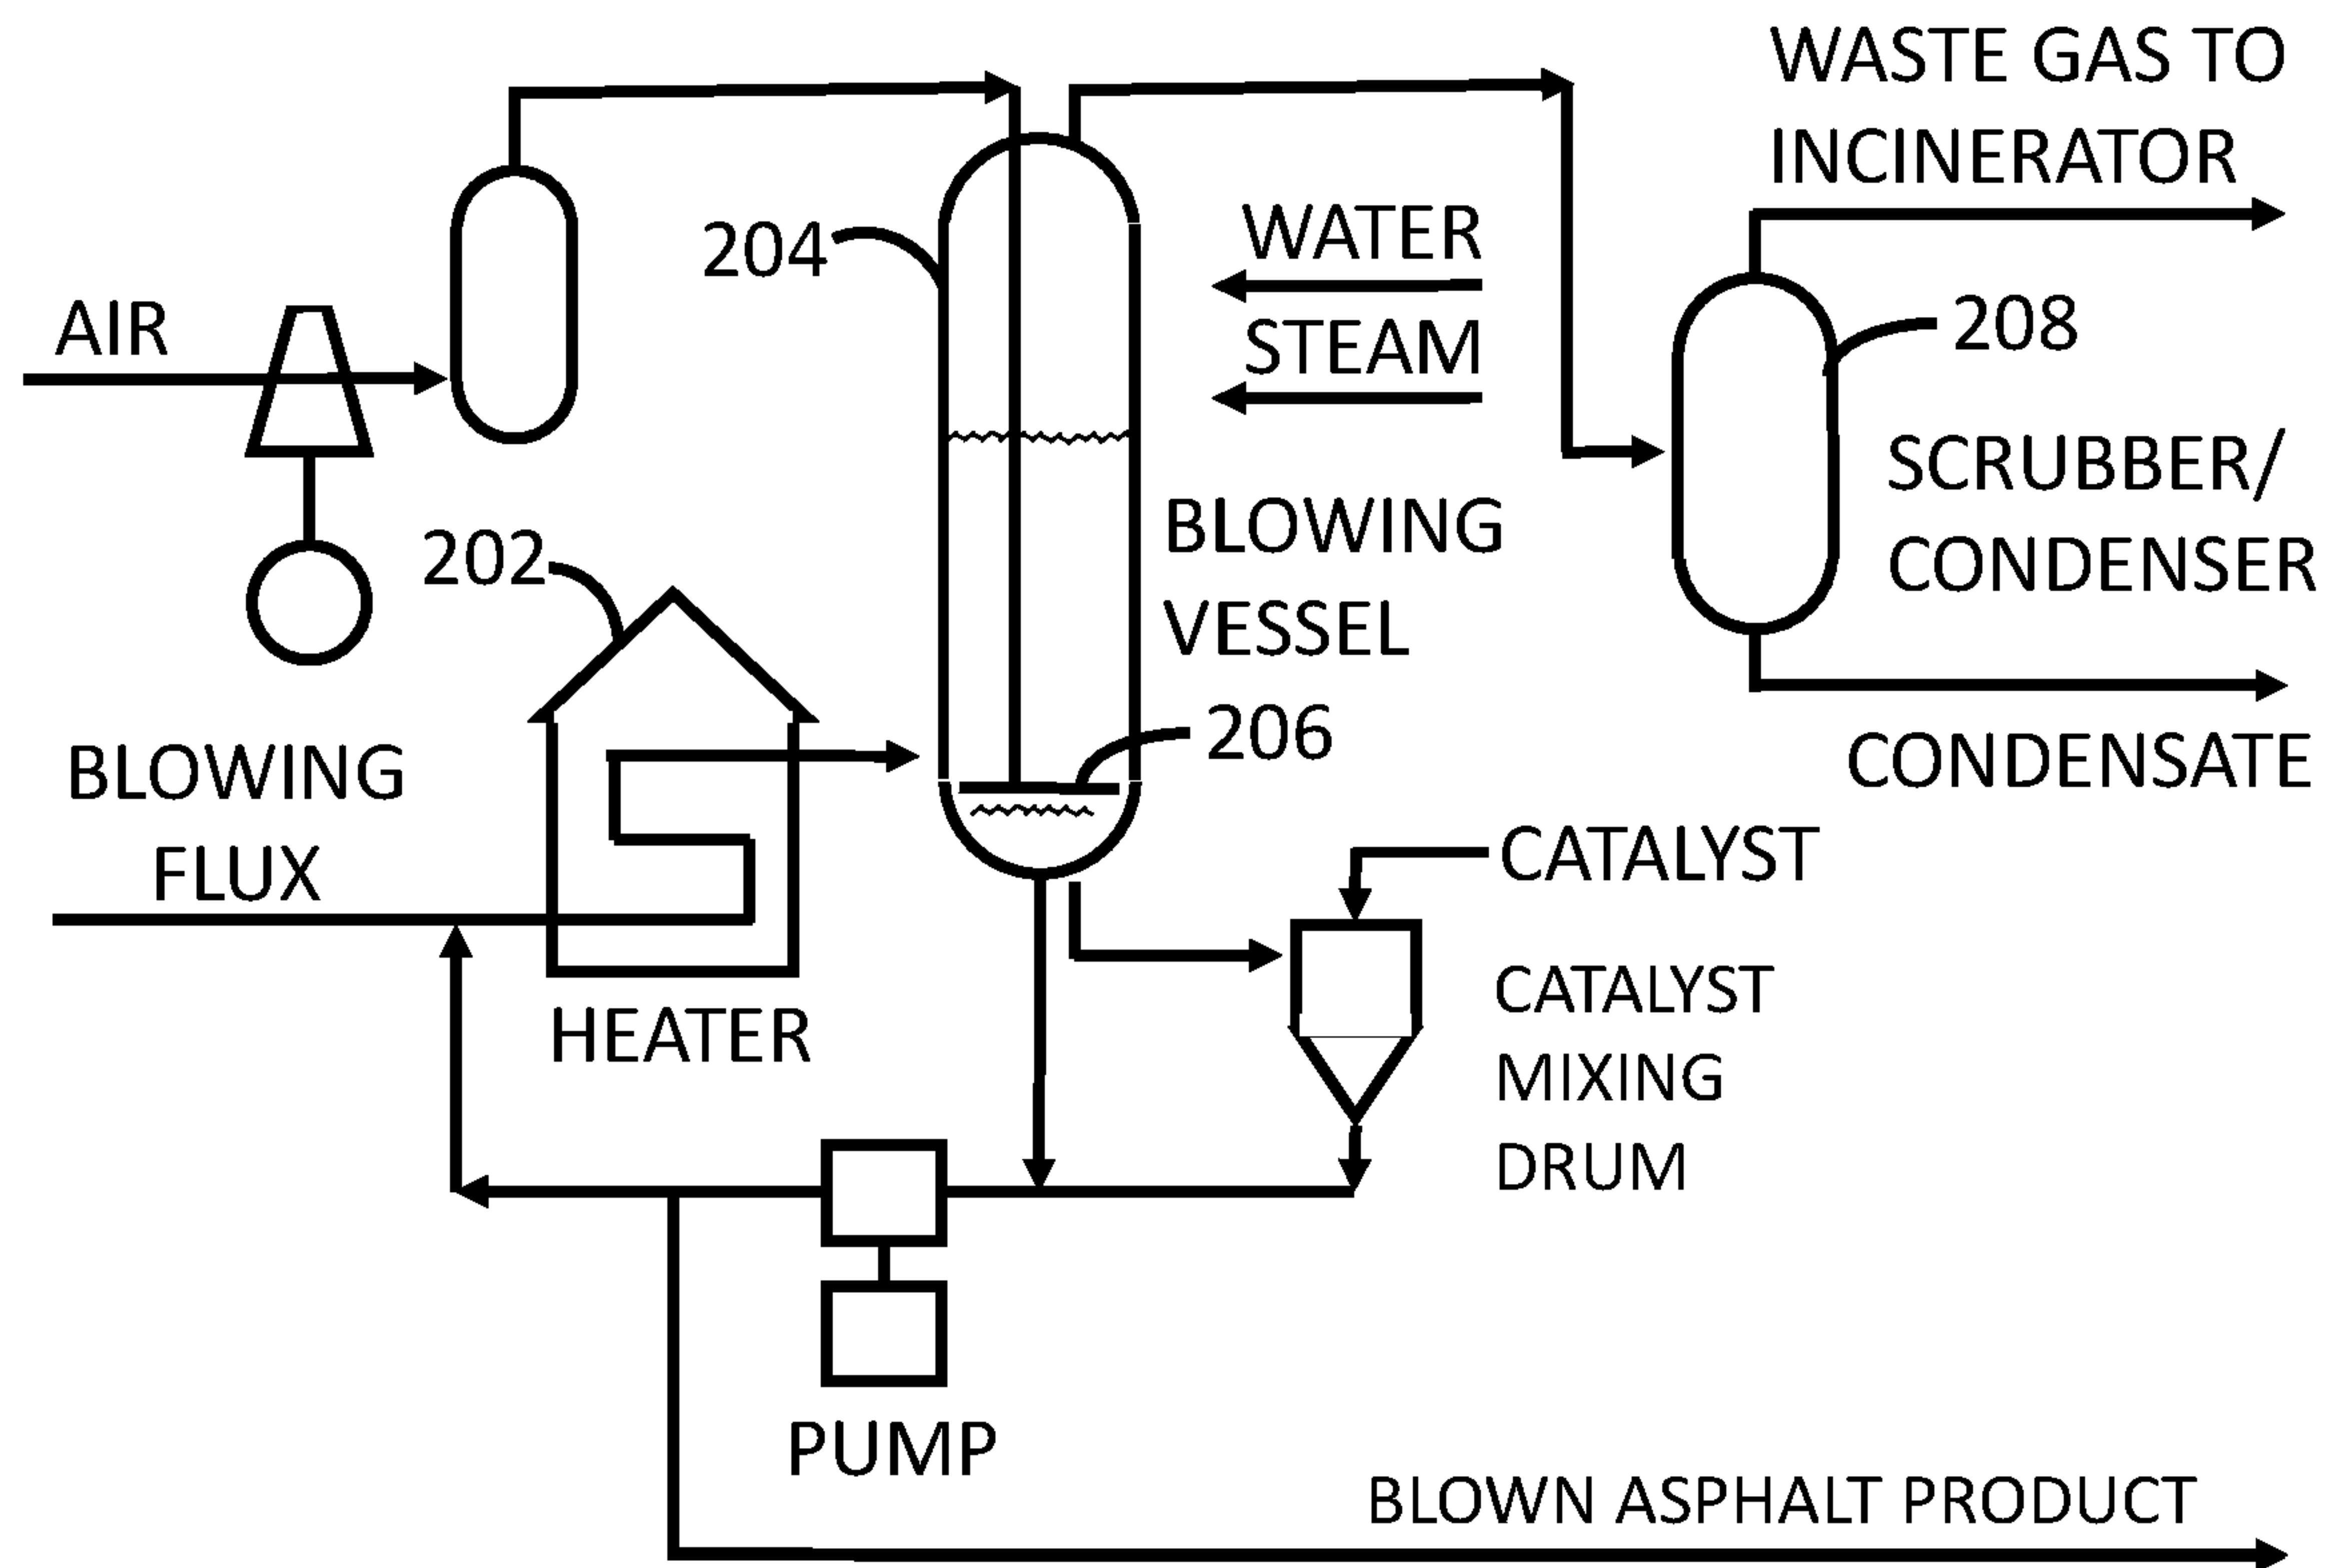 WASTE GAS TO
INCINERATOR
204
WATER
AIR
208
STEAM
SCRUBBER/
CONDENSER
BLOWING
VESSEL
202
206
BLOWING
FLUX
CONDENSATE
CATALYST
HEATER
CATALYST
MIXING
DRUM
PUMP
BLOWN ASPHALT PRODUCT